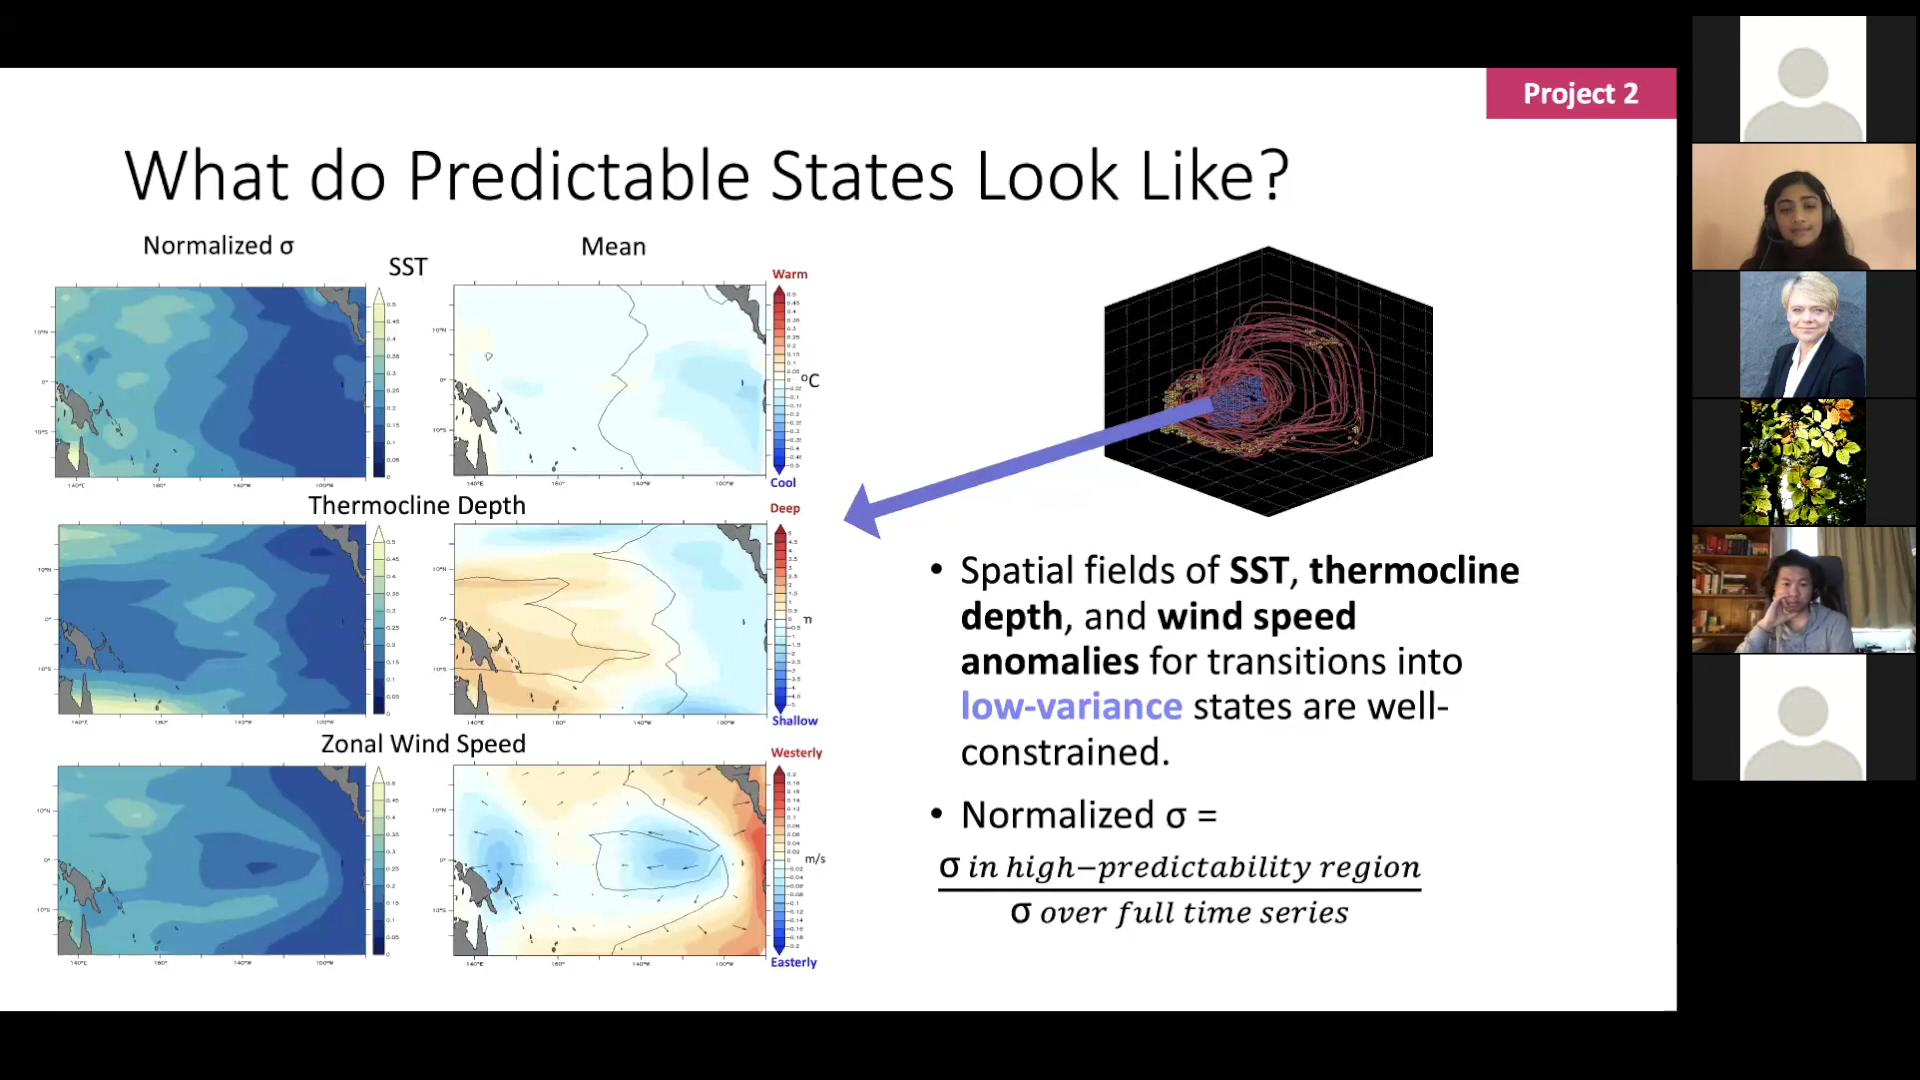 Project 2
What do Predictable States Look Like?
Normalized σ
Mean
SST
Warm
°C
Cool
Thermocline Depth
Deep
Shallow
Zonal Wind Speed
Westerly
m/s
Easterly
• Spatial fields of SST, thermocline
depth, and wind speed
anomalies for transitions into
low-variance states are well-
constrained.
• Normalized σ =
σ in high−predictability region
σ over full time series